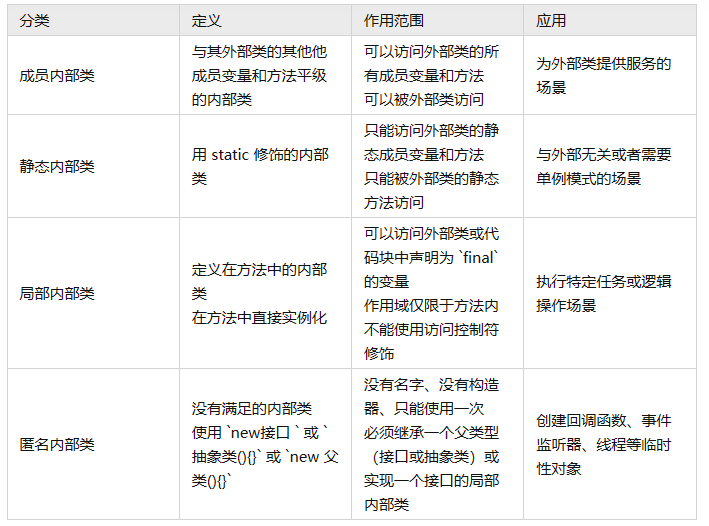 分类
定义
作用范围
应用
成员内部类
与其外部类的其他他
成员变量和方法平级
的内部类
可以访问外部类的所
有成员变量和方法
可以被外部类访问
为外部类提供服务的
场景
静态内部类
用 static 修饰的内部
类
只能访问外部类的静
态成员变量和方法
只能被外部类的静态
方法访问
与外部无关或者需要
单例模式的场景
局部内部类
定义在方法中的内部
类
在方法中直接实例化
可以访问外部类或代
码块中声明为 `final`
的变量
作用域仅限于方法内
不能使用访问控制符
修饰
执行特定任务或逻辑
操作场景
匿名内部类
没有满足的内部类
使用 `new接口 ` 或 `
抽象类(){}` 或 `new 父
类(){}`
没有名字、没有构造
器、只能使用一次
必须继承一个父类型
（接口或抽象类）或
实现一个接口的局部
内部类
创建回调函数、事件
监听器、线程等临时
性对象